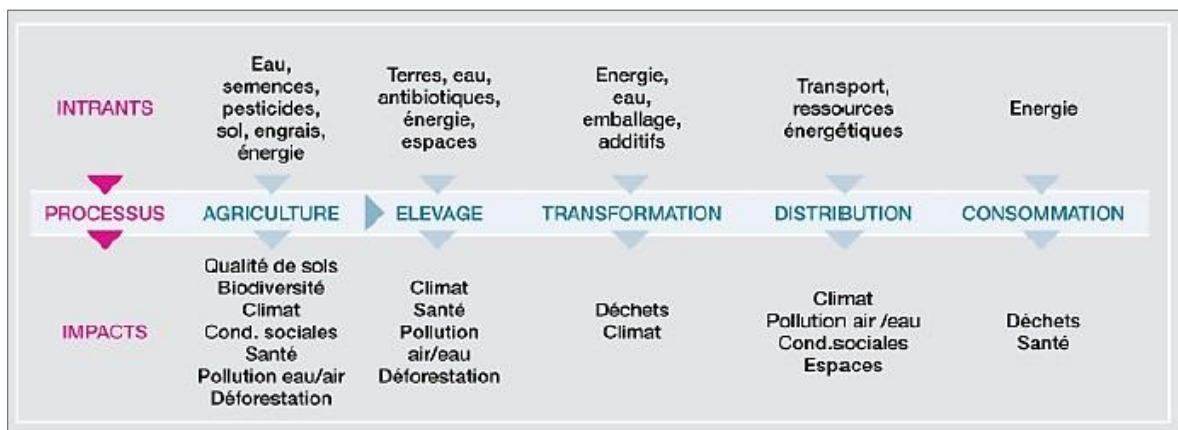 INTRANTS
Eau,
semences,
pesticides,
sol, engrais,
énergie
Terres, eau,
antibiotiques,
énergie,
espaces
Energie,
eau,
emballage,
additifs
Transport,
ressources
énergétiques
Energie
PROCESSUS
AGRICULTURE
ELEVAGE
TRANSFORMATION
DISTRIBUTION
CONSOMMATION
IMPACTS
Qualité de sols
Biodiversité
Climat
Cond. sociales
Santé
Pollution eau/air
Déforestation
Climat
Santé
Pollution
air/eau
Déforestation
Déchets
Climat
Climat
Pollution air /eau
Cond.sociales
Espaces
Déchets
Santé